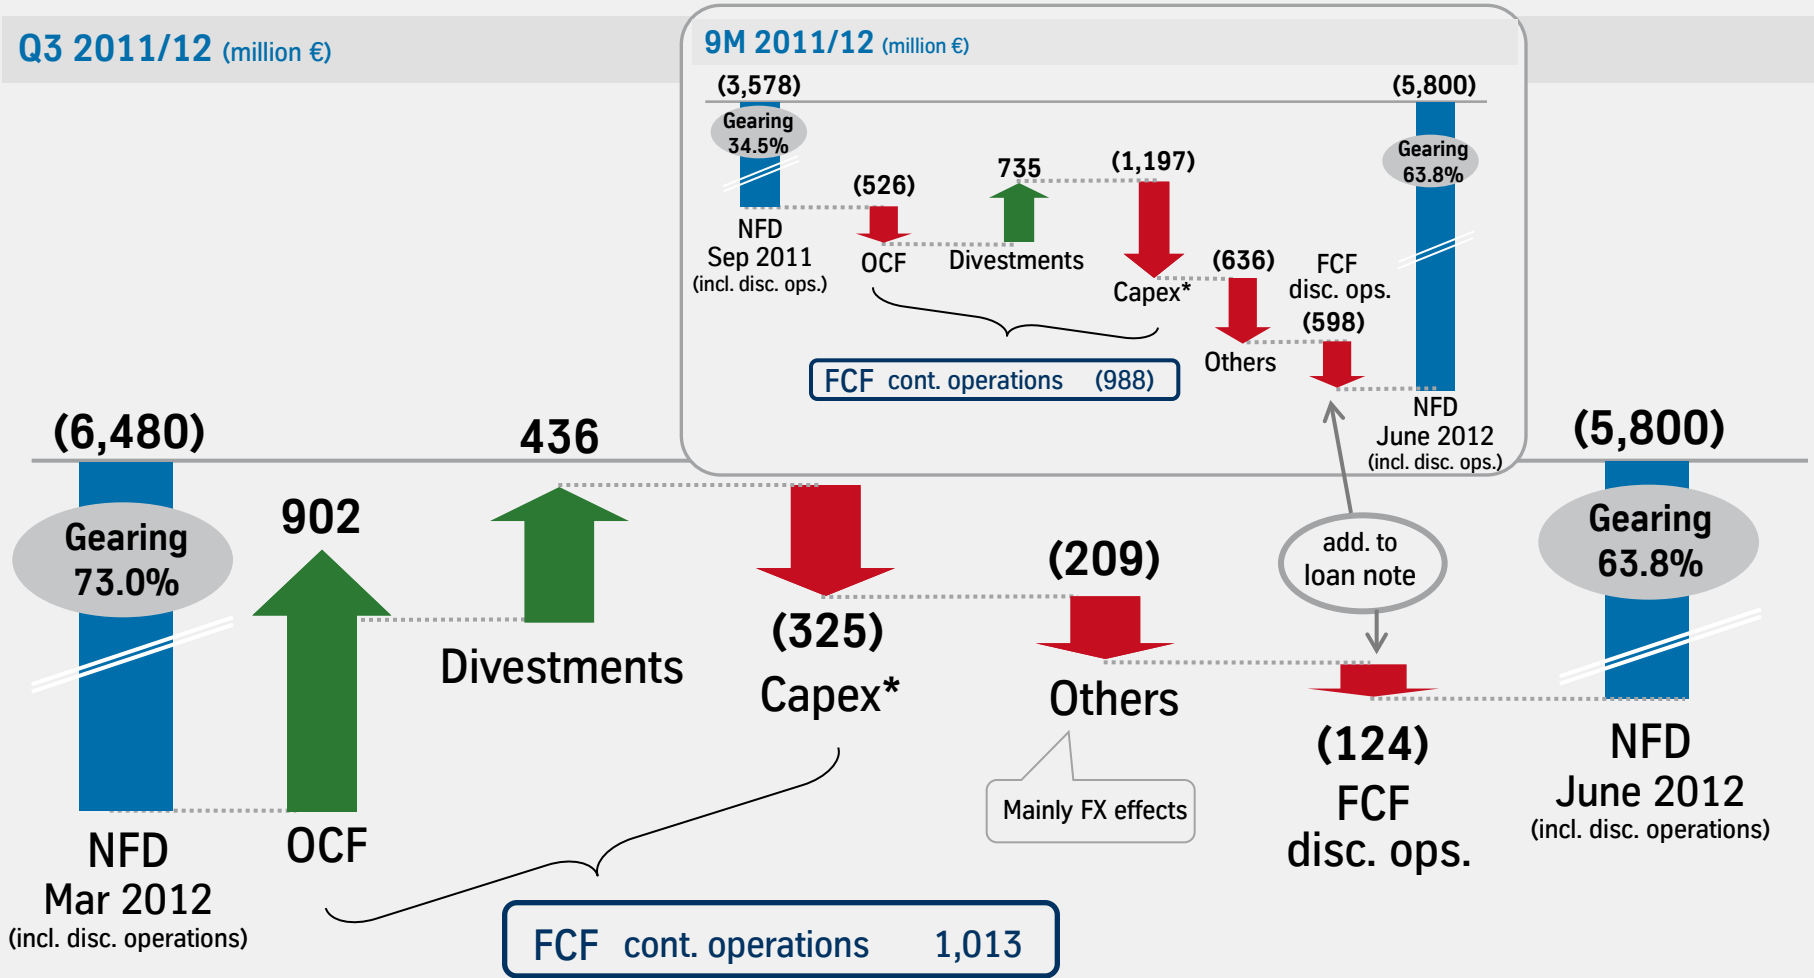 Q3 2011/12 (million €)
9M 2011/12 (million €)
(3,578)
Gearing
34.5%
NFD
Sep 2011
(incl. disc. ops.)
(526)
OCF
735
Divestments
(1,197)
Capex*
(636)
Others
FCF
disc. ops.
(598)
(5,800)
Gearing
63.8%
NFD
June 2012
(incl. disc. ops.)
FCF cont. operations (988)
(6,480)
Gearing
73.0%
NFD
Mar 2012
(incl. disc. operations)
902
OCF
436
Divestments
(325)
Capex*
(209)
Others
Mainly FX effects
add. to
loan note
(124)
FCF
disc. ops.
(5,800)
Gearing
63.8%
NFD
June 2012
(incl. disc. operations)
FCF cont. operations 1,013